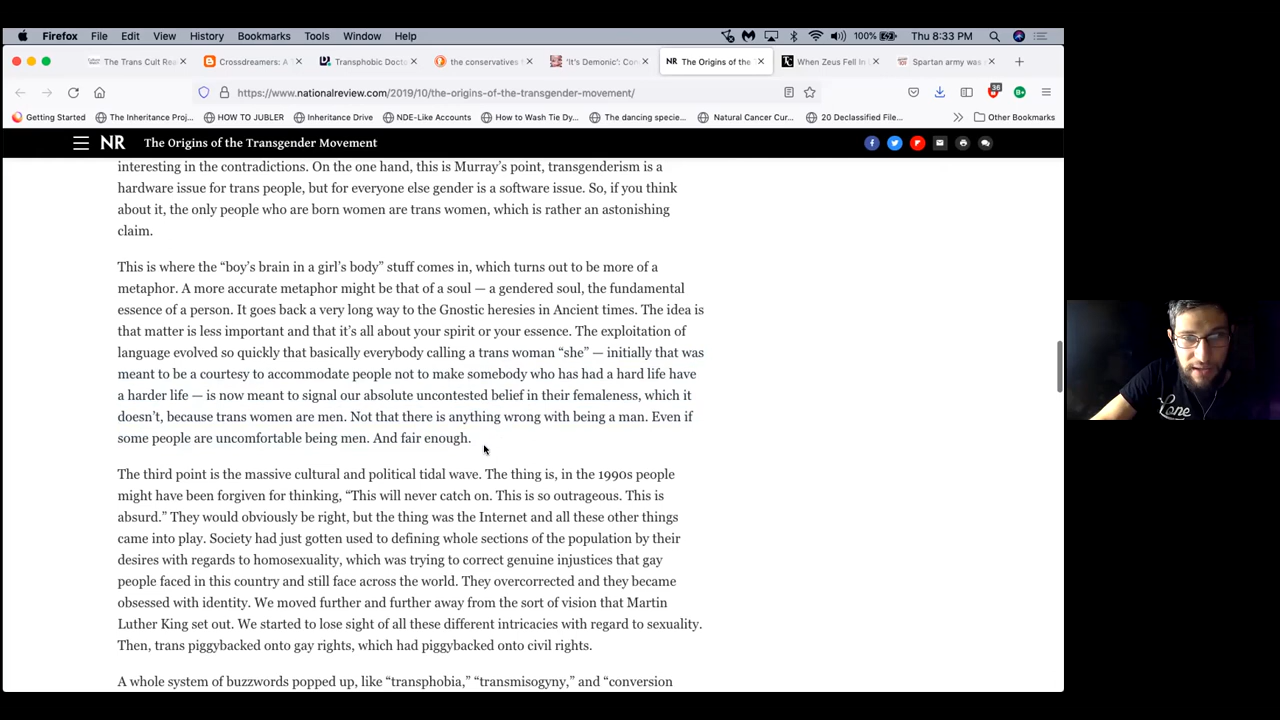 Firefox File Edit View History Bookmarks Tools Window Help 100% Thu 8:33 PM
The Trans Cult Rea Crossdreamers: A T Transphobic Docta the conservatives f 'It's Demonic': Con NR The Origins of the When Zeus Fell In L Spartan army was
https://www.nationalreview.com/2019/10/the-origins-of-the-transgender-movement/ 36
Getting Started The Inheritance Proj... HOW TO JUBLER Inheritance Drive NDE-Like Accounts How to Wash Tie Dy... The dancing specie... Natural Cancer Cur... 20 Declassified File... Other Bookmarks
NR The Origins of the Transgender Movement
interesting in the contradictions. On the one hand, this is Murray's point, transgenderism is a
hardware issue for trans people, but for everyone else gender is a software issue. So, if you think
about it, the only people who are born women are trans women, which is rather an astonishing
claim.
This is where the “boy's brain in a girl's body” stuff comes in, which turns out to be more of a
metaphor. A more accurate metaphor might be that of a soul — a gendered soul, the fundamental
essence of a person. It goes back a very long way to the Gnostic heresies in Ancient times. The idea is
that matter is less important and that it's all about your spirit or your essence. The exploitation of
language evolved so quickly that basically everybody calling a trans woman “she” — initially that was
meant to be a courtesy to accommodate people not to make somebody who has had a hard life have
a harder life — is now meant to signal our absolute uncontested belief in their femaleness, which it
doesn't, because trans women are men. Not that there is anything wrong with being a man. Even if
some people are uncomfortable being men. And fair enough.
The third point is the massive cultural and political tidal wave. The thing is, in the 1990s people
might have been forgiven for thinking, “This will never catch on. This is so outrageous. This is
absurd.” They would obviously be right, but the thing was the Internet and all these other things
came into play. Society had just gotten used to defining whole sections of the population by their
desires with regards to homosexuality, which was trying to correct genuine injustices that gay
people faced in this country and still face across the world. They overcorrected and they became
obsessed with identity. We moved further and further away from the sort of vision that Martin
Luther King set out. We started to lose sight of all these different intricacies with regard to sexuality.
Then, trans piggybacked onto gay rights, which had piggybacked onto civil rights.
A whole system of buzzwords popped up, like “transphobia,” “transmisogyny,” and “conversion